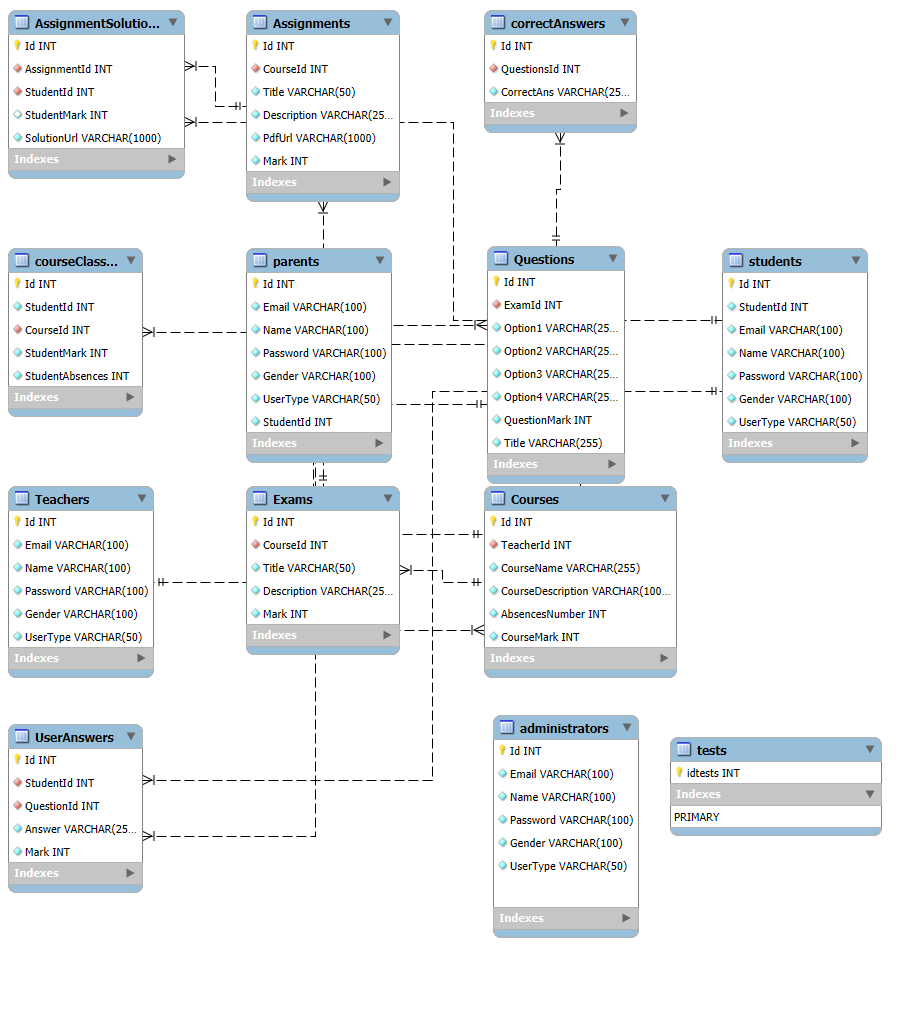 AssignmentSolutio...
Id INT
AssignmentId INT
StudentId INT
StudentMark INT
SolutionUrl VARCHAR(1000)
Indexes
Assignments
Id INT
CourseId INT
Title VARCHAR(50)
Description VARCHAR(25...
PdfUrl VARCHAR(1000)
Mark INT
Indexes
correctAnswers
Id INT
QuestionsId INT
CorrectAns VARCHAR(25...
Indexes
courseClass...
Id INT
StudentId INT
CourseId INT
StudentMark INT
StudentAbsences INT
Indexes
parents
Id INT
Email VARCHAR(100)
Name VARCHAR(100)
Password VARCHAR(100)
Gender VARCHAR(100)
UserType VARCHAR(50)
StudentId INT
Indexes
Questions
Id INT
ExamId INT
Option1 VARCHAR(25...
Option2 VARCHAR(25...
Option3 VARCHAR(25...
Option4 VARCHAR(25...
QuestionMark INT
Title VARCHAR(255)
Indexes
students
Id INT
StudentId INT
Email VARCHAR(100)
Name VARCHAR(100)
Password VARCHAR(100)
Gender VARCHAR(100)
UserType VARCHAR(50)
Indexes
Teachers
Id INT
Email VARCHAR(100)
Name VARCHAR(100)
Password VARCHAR(100)
Gender VARCHAR(100)
UserType VARCHAR(50)
Indexes
Exams
Id INT
CourseId INT
Title VARCHAR(50)
Description VARCHAR(25...
Mark INT
Indexes
Courses
Id INT
TeacherId INT
CourseName VARCHAR(255)
CourseDescription VARCHAR(100...
AbsencesNumber INT
CourseMark INT
Indexes
UserAnswers
Id INT
StudentId INT
QuestionId INT
Answer VARCHAR(25...
Mark INT
Indexes
administrators
Id INT
Email VARCHAR(100)
Name VARCHAR(100)
Password VARCHAR(100)
Gender VARCHAR(100)
UserType VARCHAR(50)
Indexes
tests
idtests INT
Indexes
PRIMARY